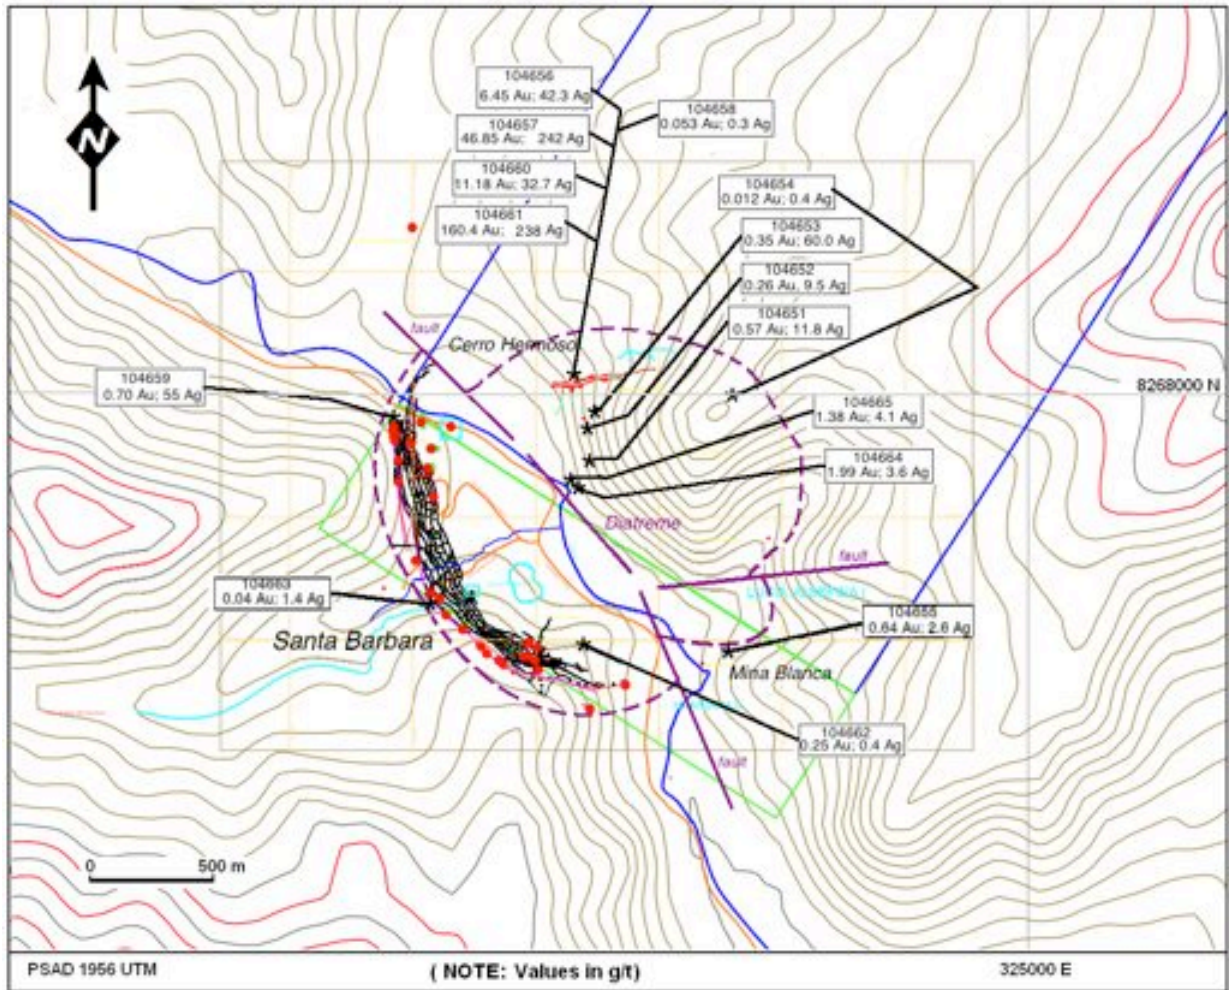 N
104656
6.45 Au; 42.3 Ag
104658
0.053 Au; 0.3 Ag
104657
46.85 Au; 242 Ag
104660
11.18 Au; 32.7 Ag
104661
160.4 Au; 238 Ag
104654
0.012 Au; 0.4 Ag
104653
0.35 Au; 60.0 Ag
104652
0.26 Au, 9.5 Ag
104651
0.57 Au; 11.8 Ag
fault
Cerro Hermoso
104659
0.70 Au; 55 Ag
8268000 N
104665
1.38 Au; 4.1 Ag
104664
1.99 Au; 3.6 Ag
Diatreme
fault
104663
0.04 Au; 1.4 Ag
104655
0.64 Au; 2.6 Ag
Santa Barbara
Mina Blanca
104662
0.25 Au; 0.4 Ag
fault
0 500 m
PSAD 1956 UTM
( NOTE: Values in g/t)
325000 E